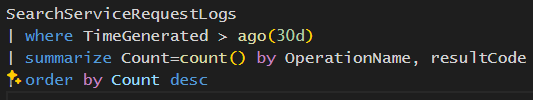 SearchServiceRequestLogs
| where TimeGenerated > ago(30d)
| summarize Count=count() by OperationName, resultCode
| order by Count desc